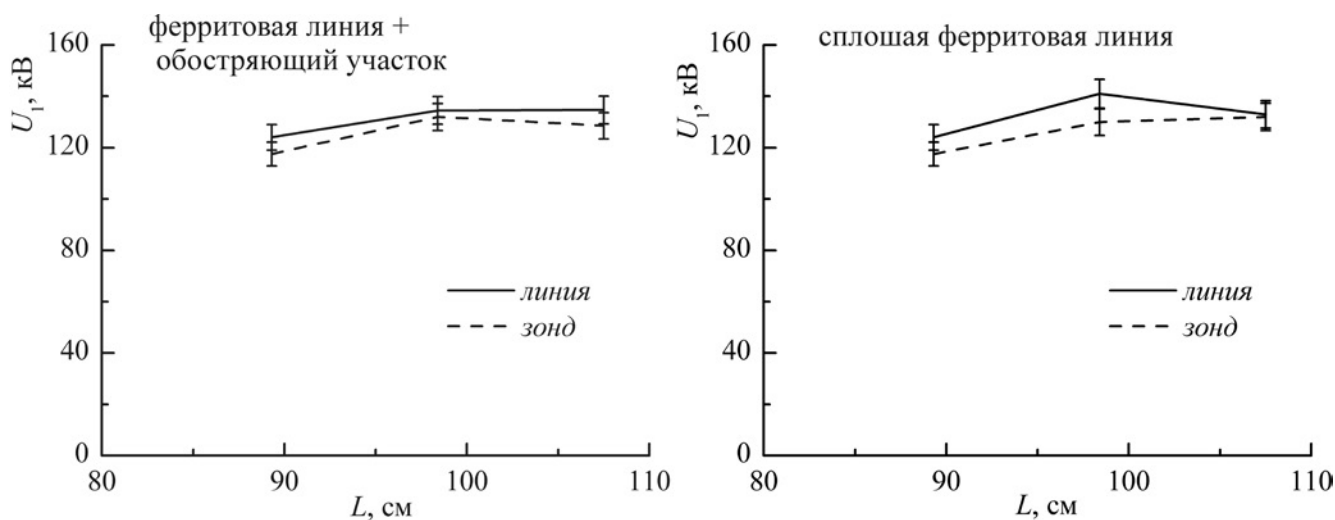 ферритовая линия +
обостряющий участок
U₁, кВ
160
120
80
40
0
линия
зонд
80
90
100
110
L, см
сплошая ферритовая линия
U₁, кВ
160
120
80
40
0
линия
зонд
80
90
100
110
L, см